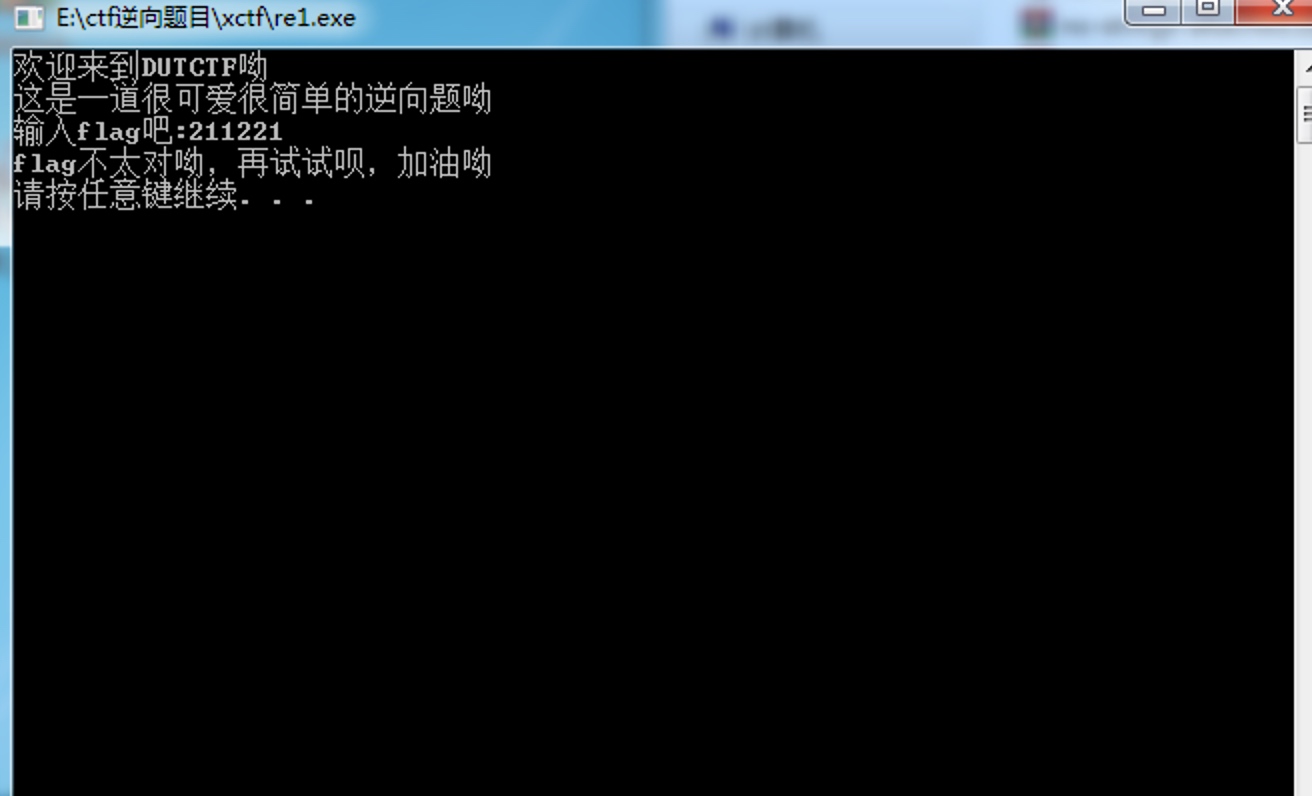 E:\ctf逆向题目\xctf\re1.exe
欢迎来到DUTCTF呦
这是一道很可爱很简单的逆向题呦
输入flag吧:211221
flag不太对呦，再试试呗，加油呦
请按任意键继续. . .